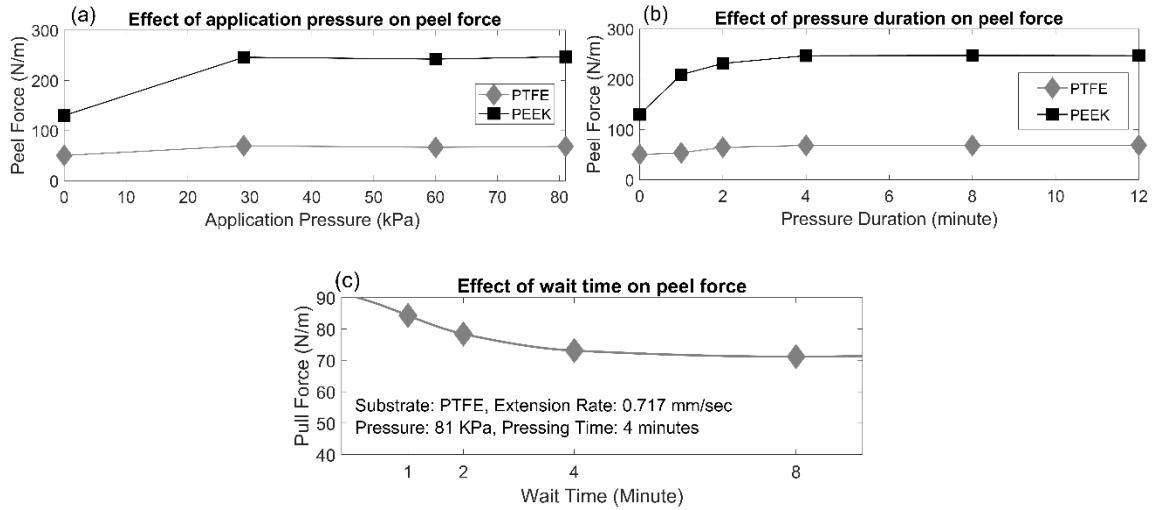 (a) Effect of application pressure on peel force
Peel Force (N/m)
300
200
100
0
PTFE
PEEK
0 10 20 30 40 50 60 70 80
Application Pressure (kPa)
(b) Effect of pressure duration on peel force
Peel Force (N/m)
300
200
100
0
PTFE
PEEK
0 2 4 6 8 10 12
Pressure Duration (minute)
(c) Effect of wait time on peel force
Pull Force (N/m)
90
80
70
60
50
40
Substrate: PTFE, Extension Rate: 0.717 mm/sec
Pressure: 81 KPa, Pressing Time: 4 minutes
1 2 4 8
Wait Time (Minute)